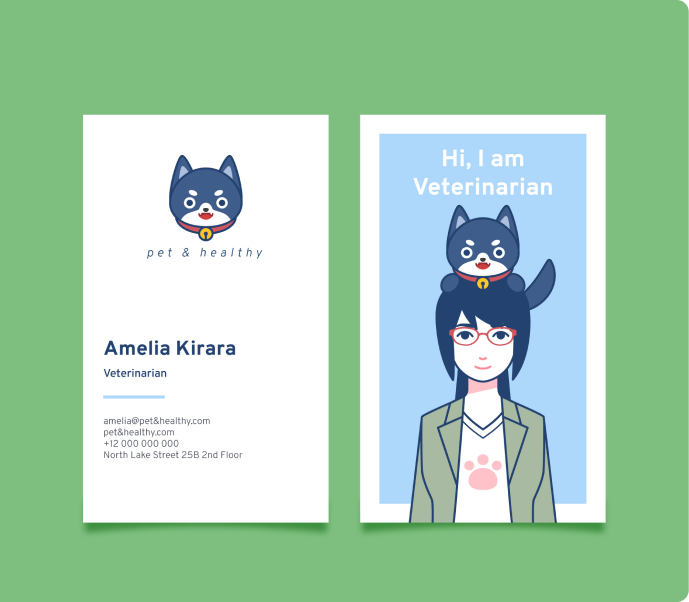 pet & healthy
Amelia Kirara
Veterinarian
amelia@pet&healthy.com
pet&healthy.com
+12 000 000 000
North Lake Street 25B 2nd Floor
Hi, I am
Veterinarian